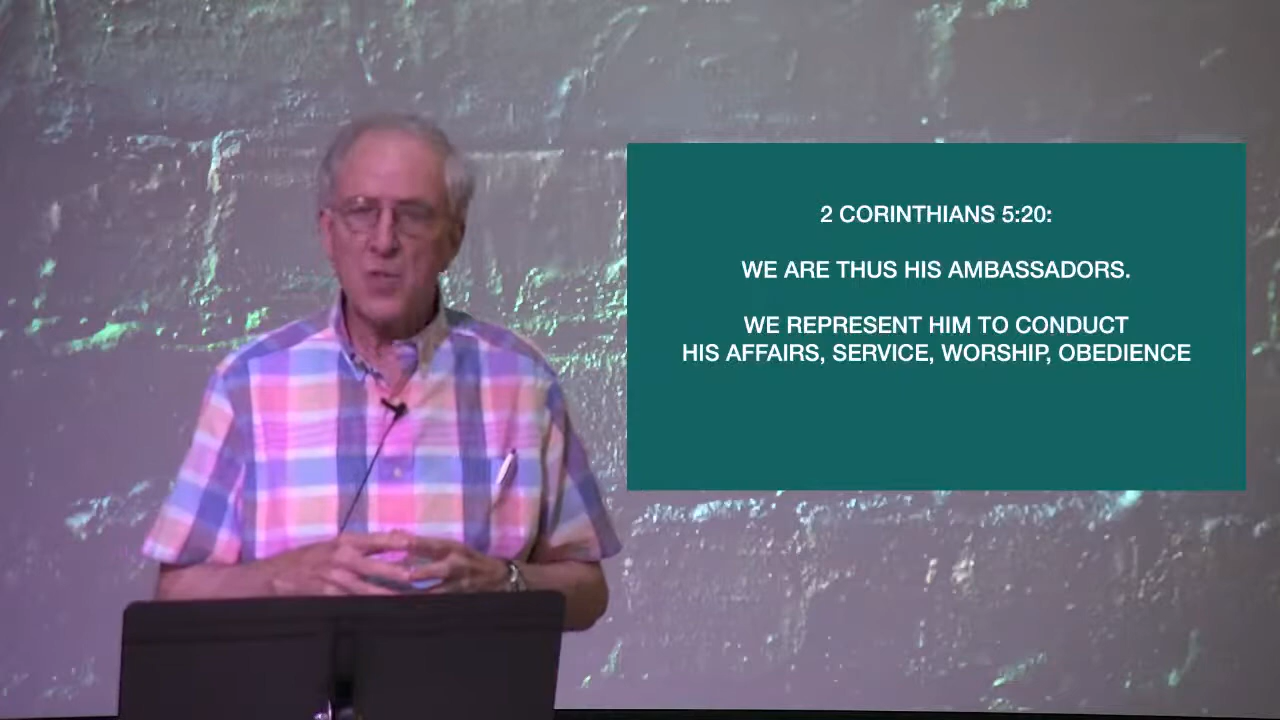 2 CORINTHIANS 5:20:
WE ARE THUS HIS AMBASSADORS.
WE REPRESENT HIM TO CONDUCT
HIS AFFAIRS, SERVICE, WORSHIP, OBEDIENCE